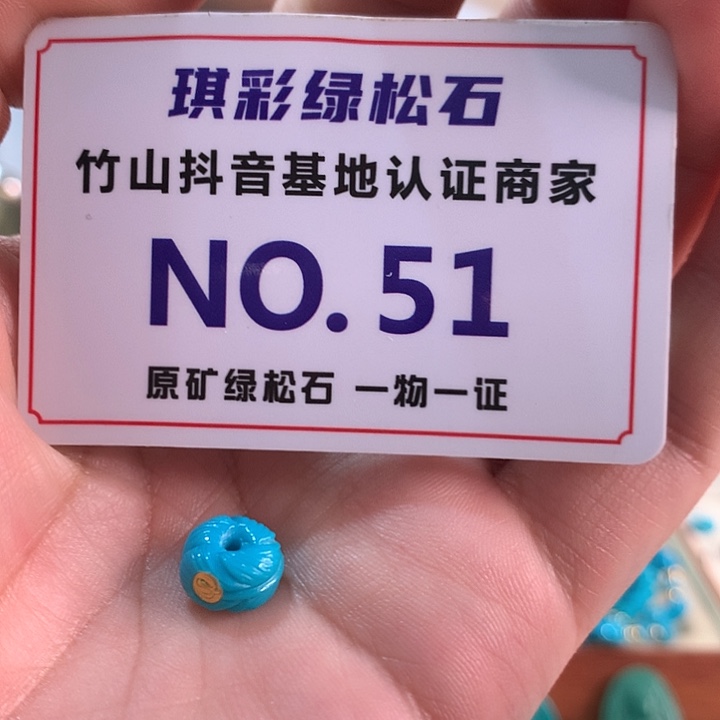 琪彩绿松石
竹山抖音基地认证商家
NO.51
原矿绿松石 一物一证